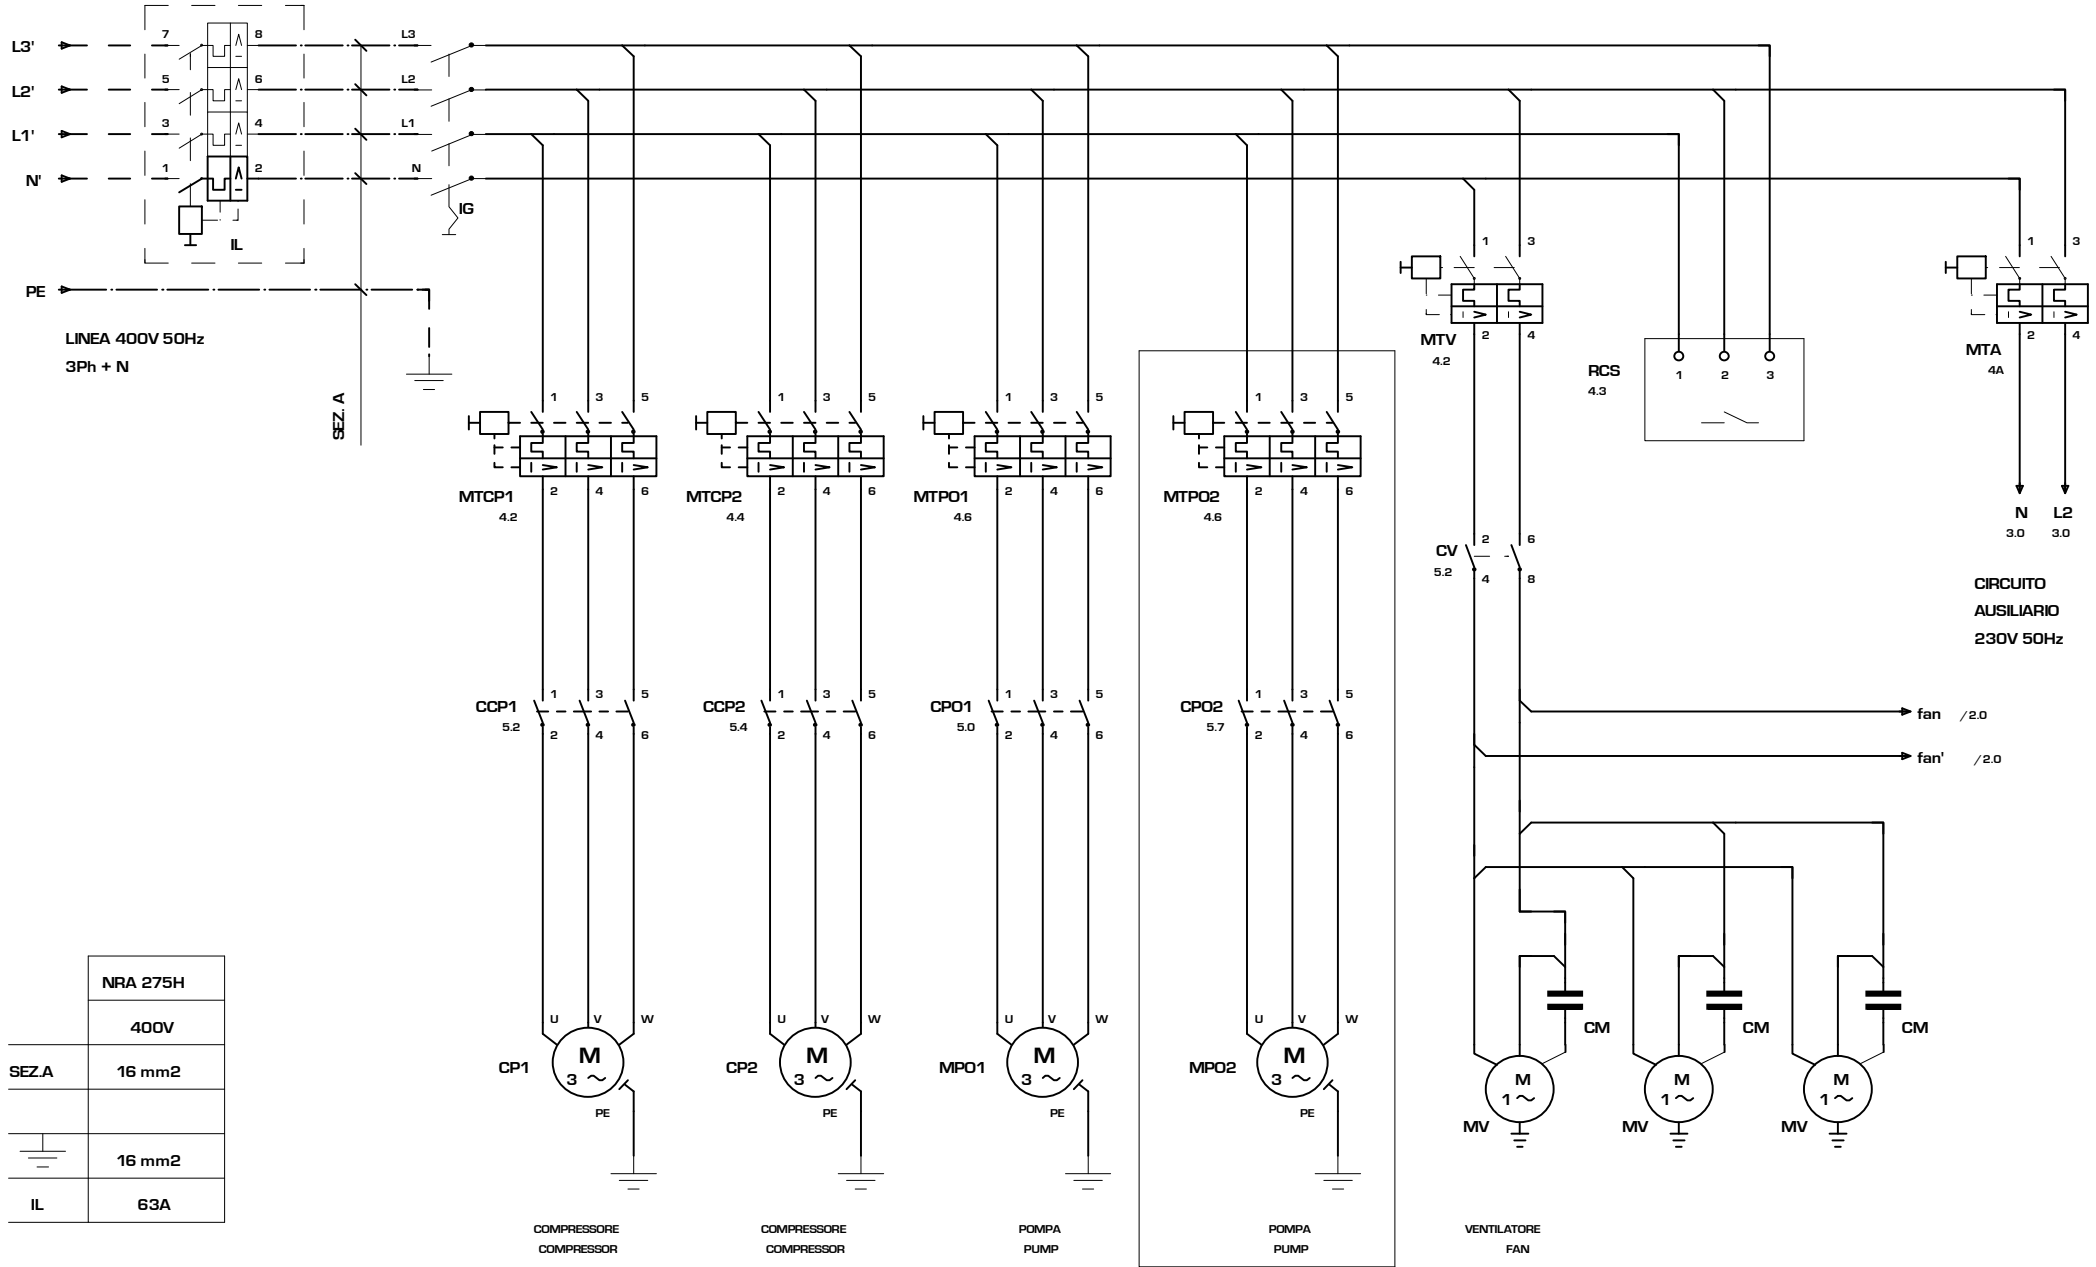 L3' 7 8 L3
L2' 5 6 L2
L1' 3 4 L1
N' 1 2 N
IG
IL
PE
LINEA 400V 50Hz
3Ph + N
SEZ. A
1 3
MTV 2 4
4.2
1 3
MTA 2 4
4A
RCS
4.3
1 2 3
1 3 5
MTCP1 2 4 6
4.2
1 3 5
MTCP2 2 4 6
4.4
1 3 5
MTPO1 2 4 6
4.6
1 3 5
MTPO2 2 4 6
4.6
N L2
3.0 3.0
CV 2 6
5.2 4 8
CIRCUITO
AUSILIARIO
230V 50Hz
CCP1 1 3 5
5.2 2 4 6
CCP2 1 3 5
5.4 2 4 6
CPO1 1 3 5
5.0 2 4 6
CPO2 1 3 5
5.7 2 4 6
fan /2.0
fan' /2.0
U V W
CP1 M
3 ~
PE
U V W
CP2 M
3 ~
PE
U V W
MPO1 M
3 ~
PE
U V W
MPO2 M
3 ~
PE
CM CM CM
M M M
1 ~ 1 ~ 1 ~
MV MV MV
NRA 275H
400V
SEZ.A 16 mm2
16 mm2
IL 63A
COMPRESSORE
COMPRESSOR
COMPRESSORE
COMPRESSOR
POMPA
PUMP
POMPA
PUMP
VENTILATORE
FAN